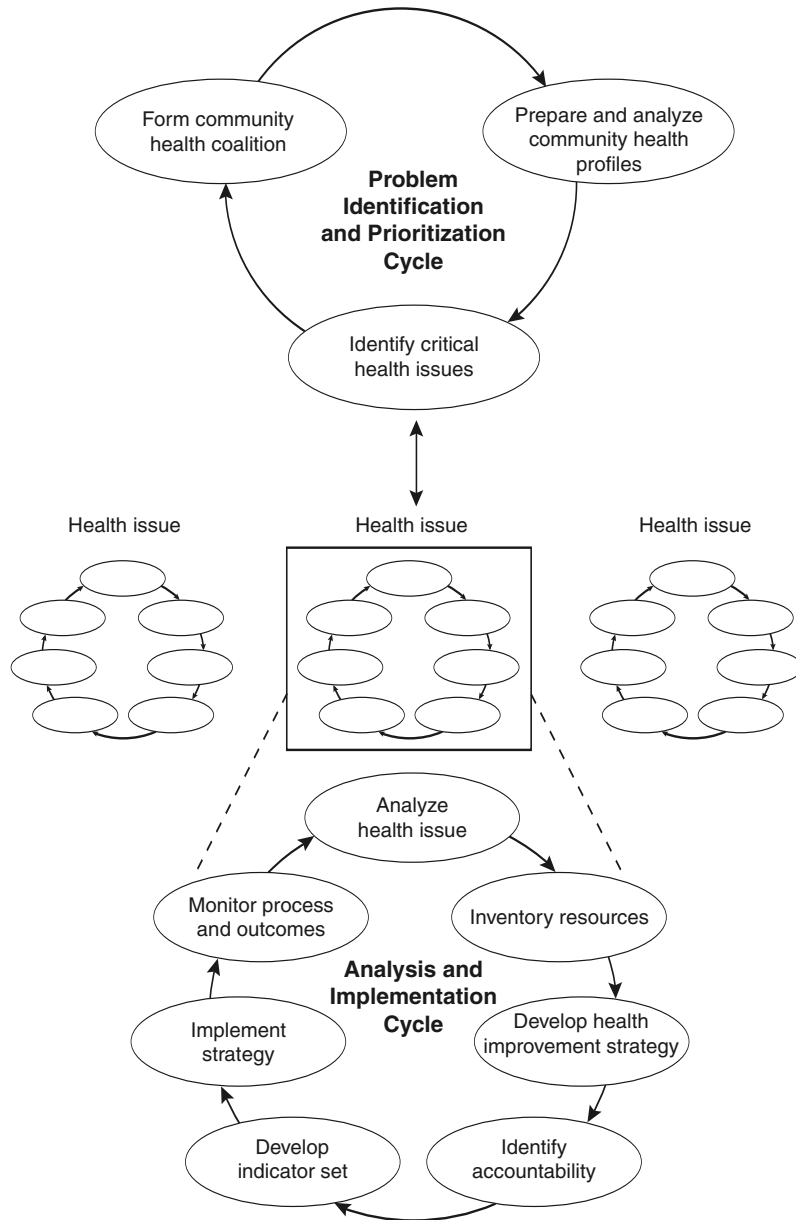 Form community
health coalition
Prepare and analyze
community health
profiles
Problem
Identification
and Prioritization
Cycle
Identify critical
health issues
Health issue
Health issue
Health issue
Analyze
health issue
Monitor process
and outcomes
Inventory resources
Analysis and
Implementation
Cycle
Implement
strategy
Develop health
improvement strategy
Develop
indicator set
Identify
accountability